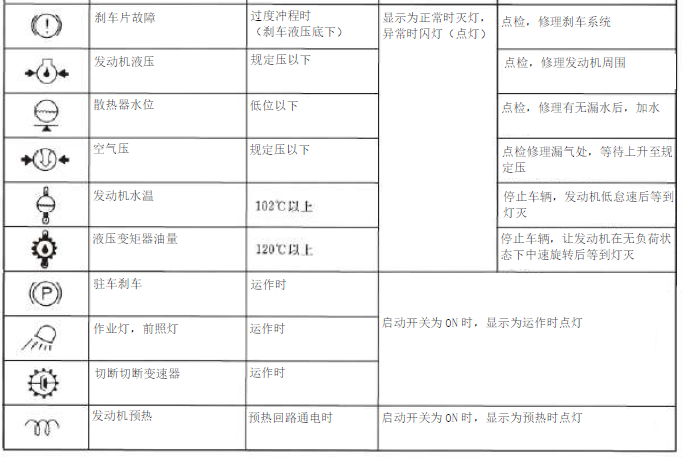 刹车片故障
过度冲程时
（刹车液压底下）
显示为正常时灭灯，
异常时闪灯（点灯）
点检，修理刹车系统
发动机液压
规定压以下
点检，修理发动机周围
散热器水位
低位以下
点检，修理有无漏水后，加水
空气压
规定压以下
点检修理漏气处，等待上升至规
定压
发动机水温
102℃以上
停止车辆，发动机低怠速后等到
灯灭
液压变矩器油量
120℃以上
停止车辆，让发动机在无负荷状
态下中速旋转后等到灯灭
P
驻车刹车
运作时
启动开关为ON时，显示为运作时点灯
作业灯，前照灯
运作时
切断切断变速器
运作时
发动机预热
预热回路通电时
启动开关为ON时，显示为预热时点灯